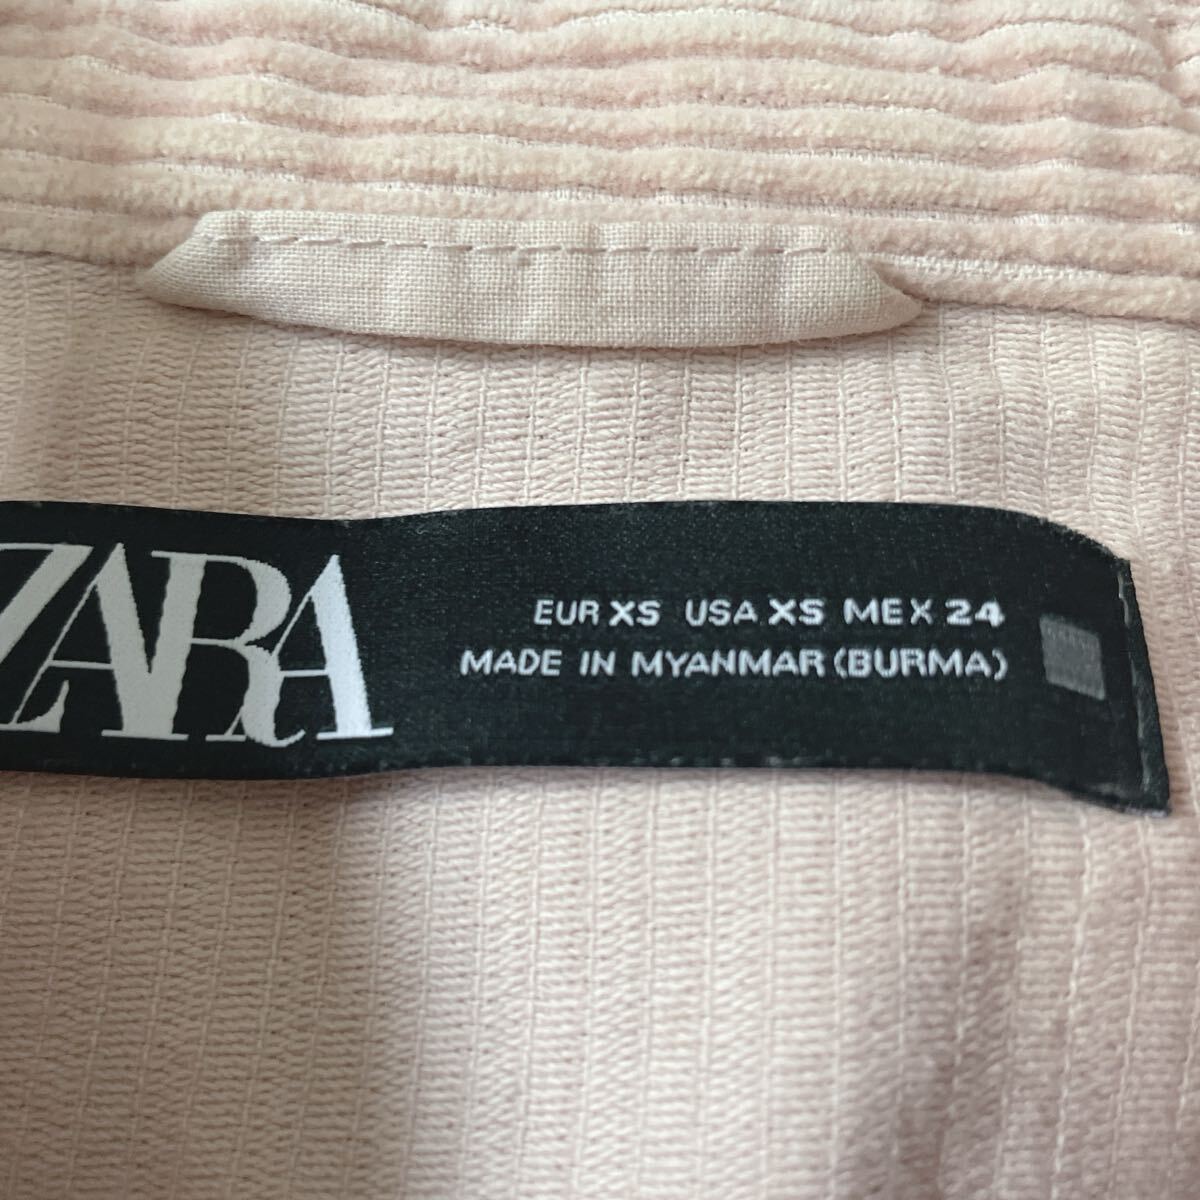 ZARA
EUR XS USA XS MEX 24
MADE IN MYANMAR (BURMA)